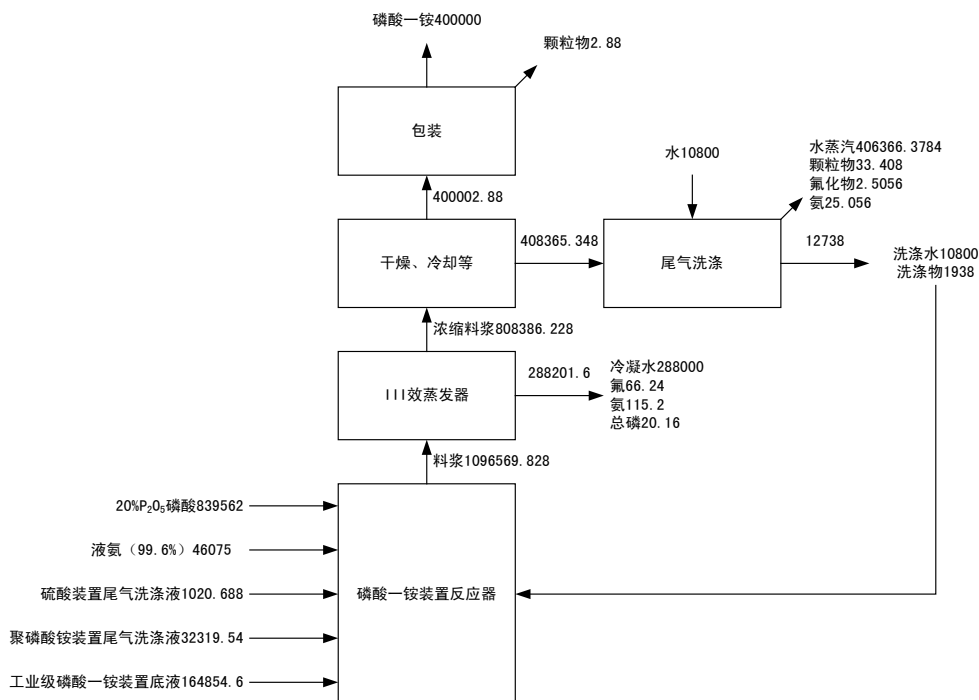 磷酸一铵400000
颗粒物2.88
包装
水10800
水蒸汽406366.3784
颗粒物33.408
氟化物2.5056
氨25.056
400002.88
干燥、冷却等
408365.348
尾气洗涤
12738
洗涤水10800
洗涤物1938
浓缩料浆808386.228
III效蒸发器
288201.6
冷凝水288000
氟66.24
氨115.2
总磷20.16
料浆1096569.828
20%P₂O₅磷酸839562
液氨（99.6%）46075
硫酸装置尾气洗涤液1020.688
磷酸一铵装置反应器
聚磷酸铵装置尾气洗涤液32319.54
工业级磷酸一铵装置底液164854.6